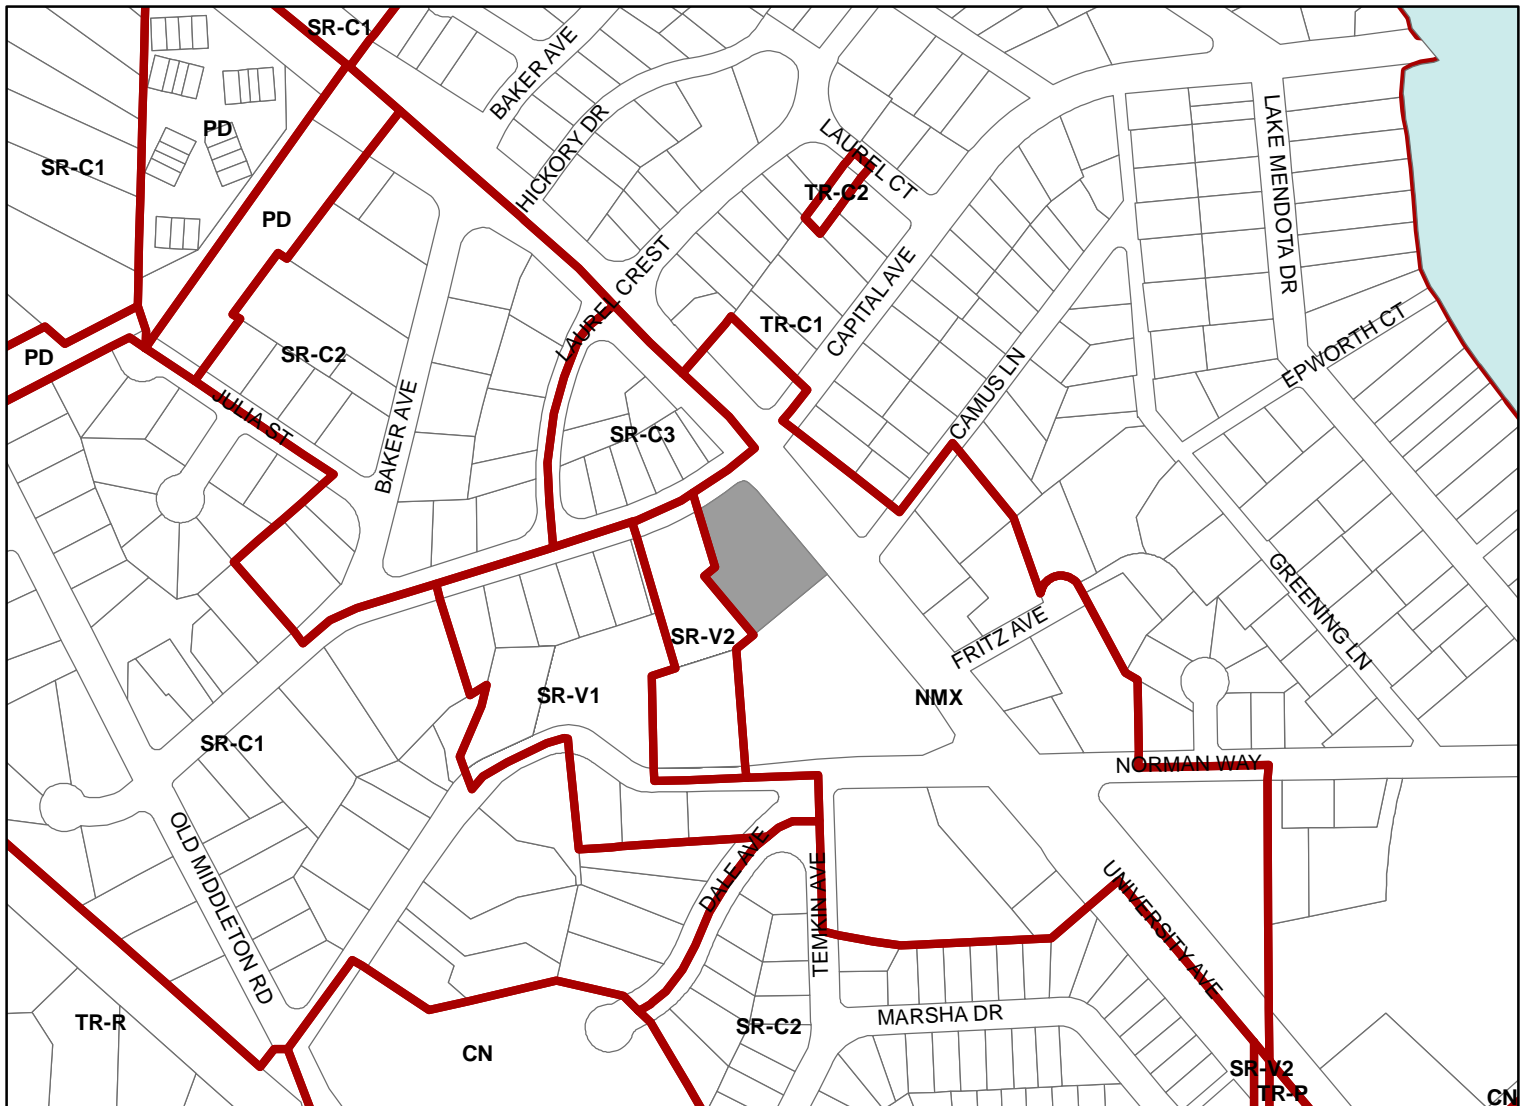 SR-C1
BAKER AVE
HICKORY DR
PD
SR-C1
LAUREL CT
LAKE MENDOTA DR
TR-C2
PD
LAUREL CREST
CAPITAL AVE
TR-C1
EPWORTH CT
PD
SR-C2
CAMUS LN
JULIA ST
BAKER AVE
SR-C3
GREENING LN
FRITZ AVE
SR-V2
SR-V1
NMX
SR-C1
NORMAN WAY
OLD MIDDLETON RD
DALE AVE
TEMKIN AVE
UNIVERSITY AVE
MARSHA DR
TR-R
SR-C2
CN
SR-V2
TR-R
CN